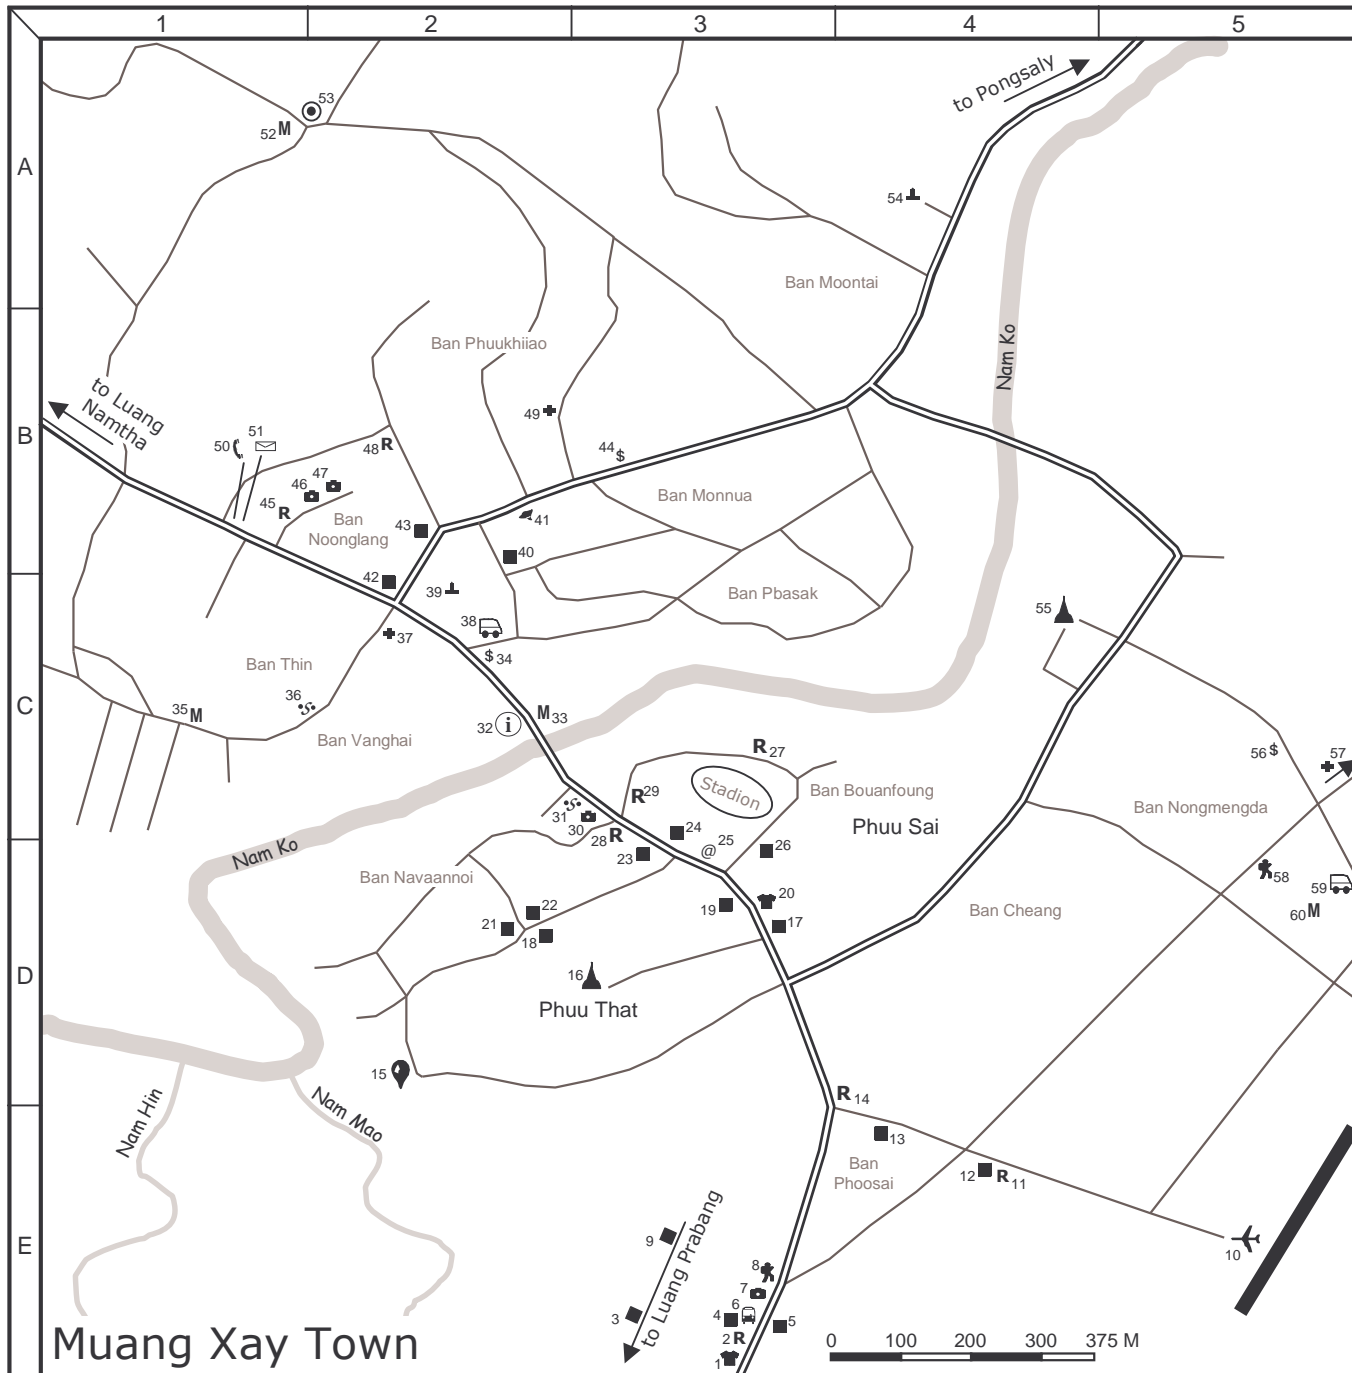 1 2 3 4 5
to Pongsaly
53
52 M
A
54
Ban Moontai
Ban Phuukhiiao
Nam Ko
to Luang
Namtha
49
B
50 51
48 R
44 $
46 47
45 R
Ban Monnua
Ban
Noonglang
43
41
40
42
39
Ban Pbasak
55
38
37
34 $
Ban Thin
36
C
35 M
M 33
32 i
Ban Vanghai
R 27
56 $
57
R 29
Stadion
Ban Bouanfoung
Ban Nongmengda
31
30
28 R
24
Phuu Sai
25 @
26
23
Nam Ko
Ban Navaannoi
58
59
60 M
20
19
22
17
Ban Cheang
21
18
D
16
Phuu That
15
R 14
Nam Hin
Nam Mao
13
Ban
Phoosai
12
R 11
to Luang Prabang
9
E
10
8
7
6
3
4
5
2 R
1
Muang Xay Town
0 100 200 300 375 M